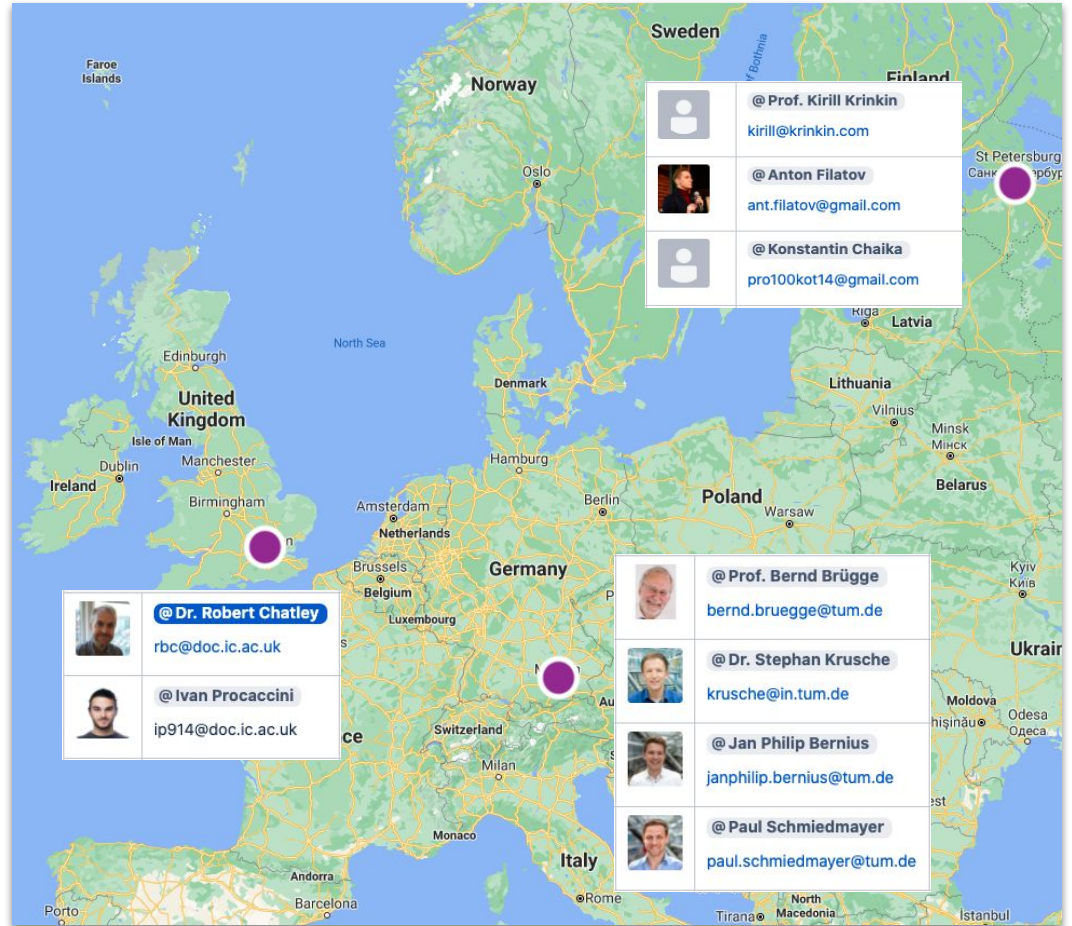 Faroe
Islands
Sweden
Norway
of Bothnia
Finland
Oslo
St Petersburg
@Prof. Kirill Krinkin
kirill@krinkin.com
@Anton Filatov
ant.filatov@gmail.com
@Konstantin Chaika
pro100kot14@gmail.com
Riga
Latvia
North Sea
Edinburgh
United
Kingdom
Isle of Man
Denmark
Lithuania
Vilnius
Minsk
Мінск
Dublin
Ireland
Manchester
Hamburg
Belarus
Birmingham
Amsterdam
Netherlands
Berlin
Poland
Warsaw
Brussels
Belgium
Germany
Kyiv
Київ
Luxembourg
@Dr. Robert Chatley
rbc@doc.ic.ac.uk
@Ivan Procaccini
ip914@doc.ic.ac.uk
@Prof. Bernd Brügge
bernd.bruegge@tum.de
@Dr. Stephan Krusche
krusche@in.tum.de
@Jan Philip Bernius
janphilip.bernius@tum.de
@Paul Schmiedmayer
paul.schmiedmayer@tum.de
Ukrain
Moldova
hișinău
Odesa
Одеса
Switzerland
Milan
Monaco
Italy
Andorra
Barcelona
Rome
Porto
Tirana
North
Macedonia
İstanbul